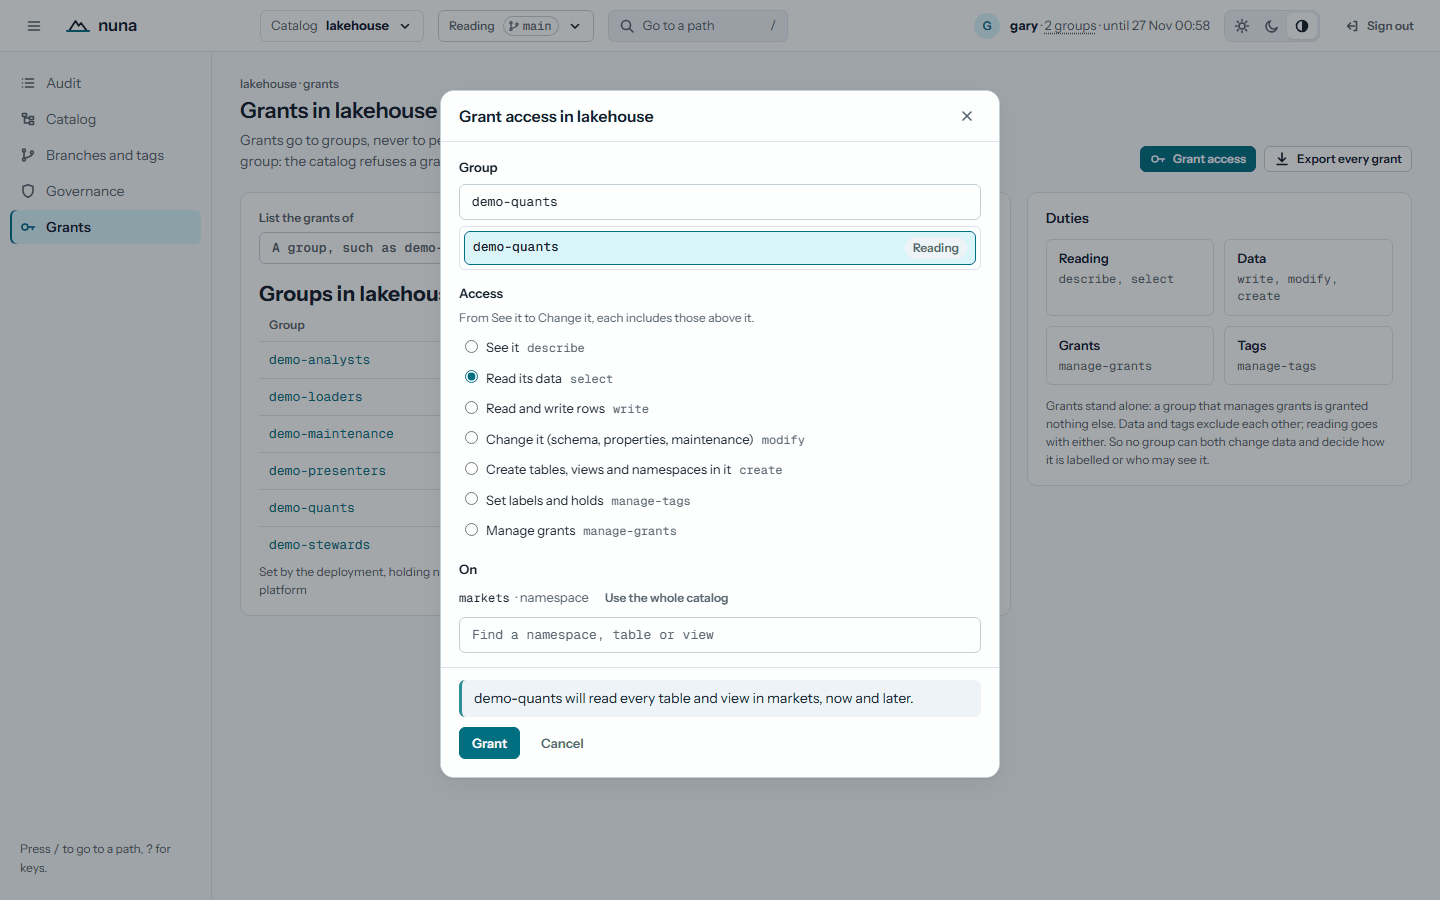 nuna
Catalog lakehouse
Reading main
Go to a path /
G gary · 2 groups · until 27 Nov 00:58
Sign out
Audit
Catalog
Branches and tags
Governance
Grants
Press / to go to a path, ? for
keys.
lakehouse · grants
Grants in lakehouse
Grants go to groups, never to
group: the catalog refuses a
Grant access
Export every grant
List the grants of
A group, such as demo-
Groups in
Group
demo-analysts
demo-loaders
demo-maintenance
demo-presenters
demo-quants
demo-stewards
Set by the deployment, holding
platform
Grant access in lakehouse
Group
demo-quants
demo-quants Reading
Access
From See it to Change it, each includes those above it.
See it describe
Read its data select
Read and write rows write
Change it (schema, properties, maintenance) modify
Create tables, views and namespaces in it create
Set labels and holds manage-tags
Manage grants manage-grants
On
markets · namespace Use the whole catalog
Find a namespace, table or view
demo-quants will read every table and view in markets, now and later.
Grant
Cancel
Duties
Reading
describe, select
Data
write, modify,
create
Grants
manage-grants
Tags
manage-tags
Grants stand alone: a group that manages grants is granted
nothing else. Data and tags exclude each other; reading goes
with either. So no group can both change data and decide how
it is labelled or who may see it.